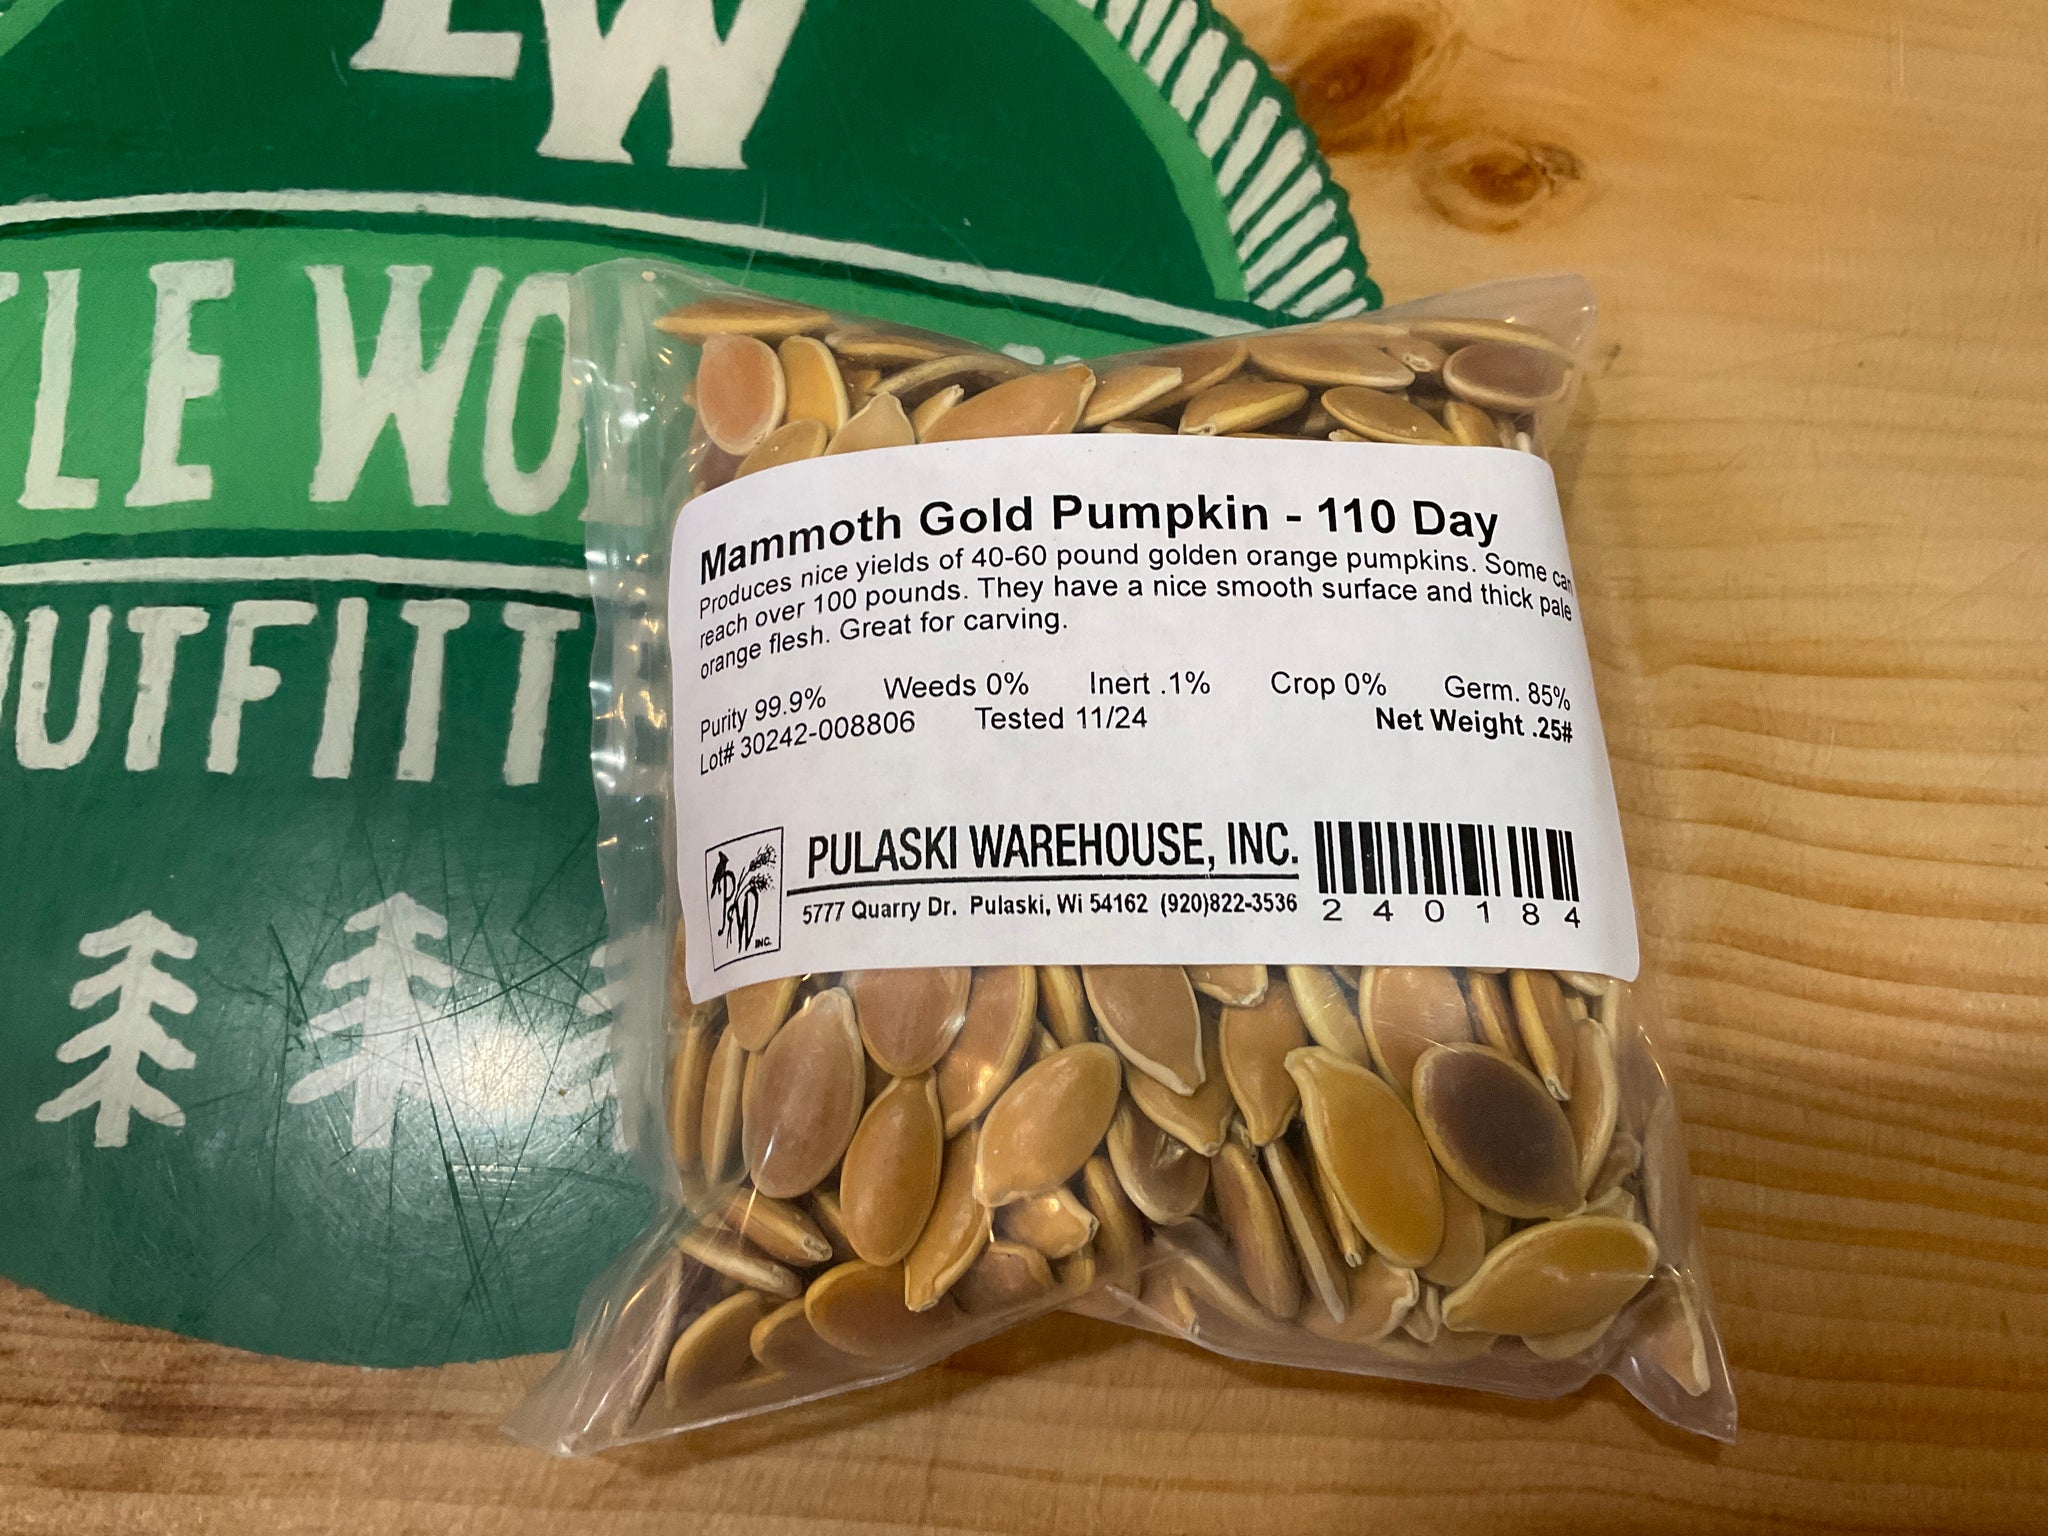 LW
LE WO
OUTFITT
Mammoth Gold Pumpkin - 110 Day
Produces nice yields of 40-60 pound golden orange pumpkins. Some can
reach over 100 pounds. They have a nice smooth surface and thick pale
orange flesh. Great for carving.
Purity 99.9% Weeds 0% Inert .1% Crop 0% Germ. 85%
Lot# 30242-008806 Tested 11/24 Net Weight .25#
PW INC.
PULASKI WAREHOUSE, INC.
5777 Quarry Dr. Pulaski, Wi 54162 (920)822-3536
240184